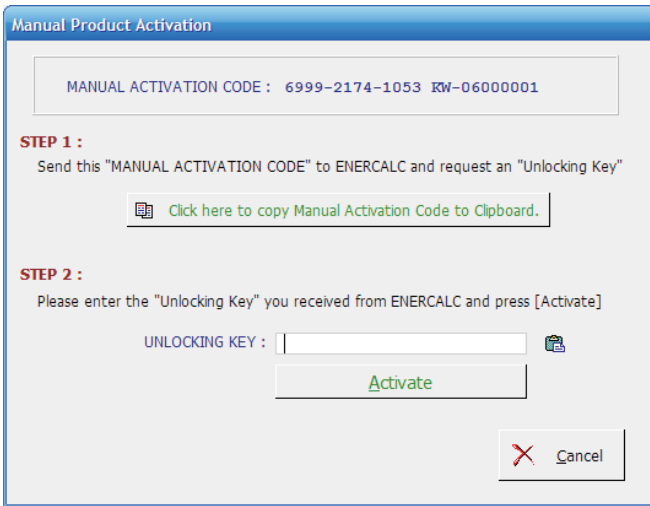 Manual Product Activation
MANUAL ACTIVATION CODE : 6999-2174-1053 KW-06000001
STEP 1 :
Send this "MANUAL ACTIVATION CODE" to ENERCALC and request an "Unlocking Key"
Click here to copy Manual Activation Code to Clipboard.
STEP 2 :
Please enter the "Unlocking Key" you received from ENERCALC and press [Activate]
UNLOCKING KEY :
Activate
Cancel